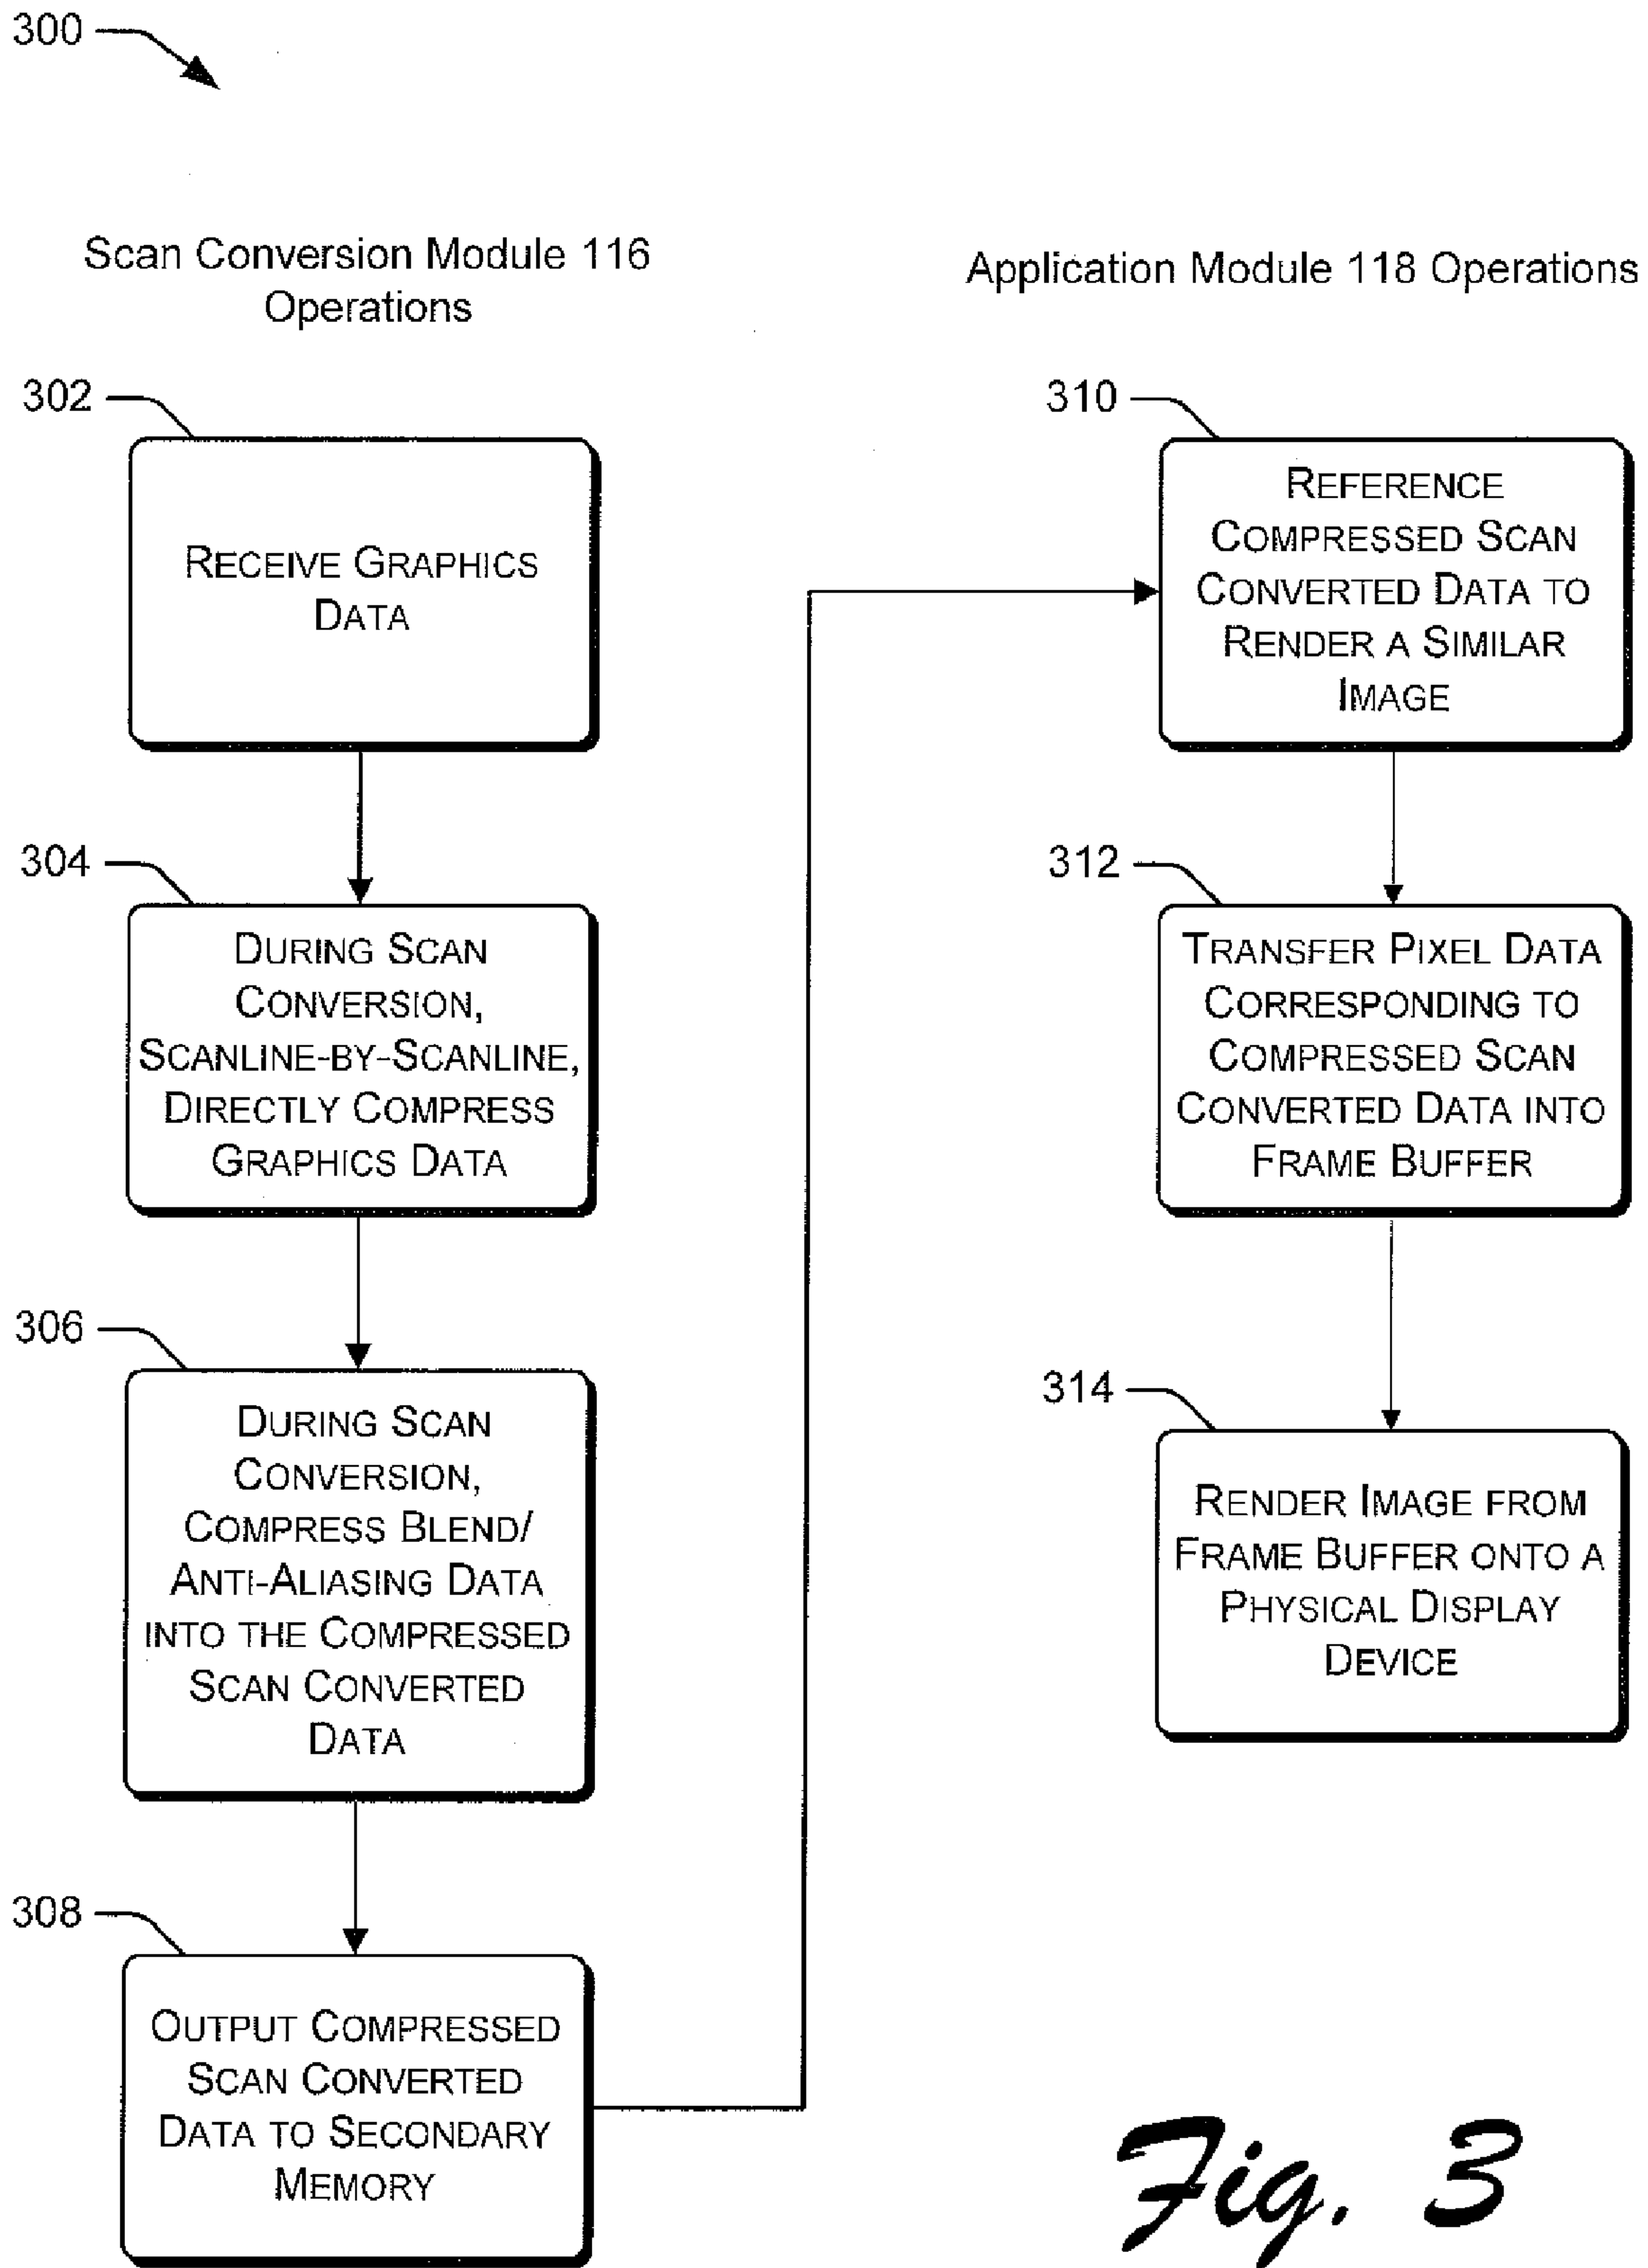 300
Scan Conversion Module 116
Operations
302
RECEIVE GRAPHICS
DATA
304
DURING SCAN
CONVERSION,
SCANLINE-BY-SCANLINE,
DIRECTLY COMPRESS
GRAPHICS DATA
306
DURING SCAN
CONVERSION,
COMPRESS BLEND/
ANTI-ALIASING DATA
INTO THE COMPRESSED
SCAN CONVERTED
DATA
308
OUTPUT COMPRESSED
SCAN CONVERTED
DATA TO SECONDARY
MEMORY
Application Module 118 Operations
310
REFERENCE
COMPRESSED SCAN
CONVERTED DATA TO
RENDER A SIMILAR
IMAGE
312
TRANSFER PIXEL DATA
CORRESPONDING TO
COMPRESSED SCAN
CONVERTED DATA INTO
FRAME BUFFER
314
RENDER IMAGE FROM
FRAME BUFFER ONTO A
PHYSICAL DISPLAY
DEVICE
Fig. 3